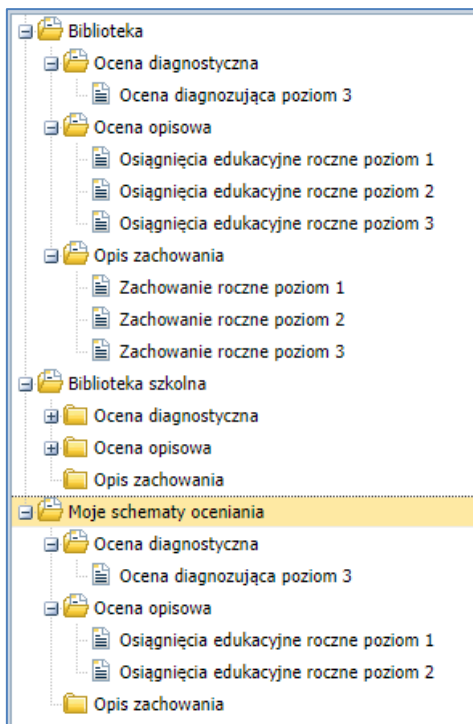 Biblioteka
Ocena diagnostyczna
Ocena diagnozująca poziom 3
Ocena opisowa
Osiągnięcia edukacyjne roczne poziom 1
Osiągnięcia edukacyjne roczne poziom 2
Osiągnięcia edukacyjne roczne poziom 3
Opis zachowania
Zachowanie roczne poziom 1
Zachowanie roczne poziom 2
Zachowanie roczne poziom 3
Biblioteka szkolna
Ocena diagnostyczna
Ocena opisowa
Opis zachowania
Moje schematy oceniania
Ocena diagnostyczna
Ocena diagnozująca poziom 3
Ocena opisowa
Osiągnięcia edukacyjne roczne poziom 1
Osiągnięcia edukacyjne roczne poziom 2
Opis zachowania